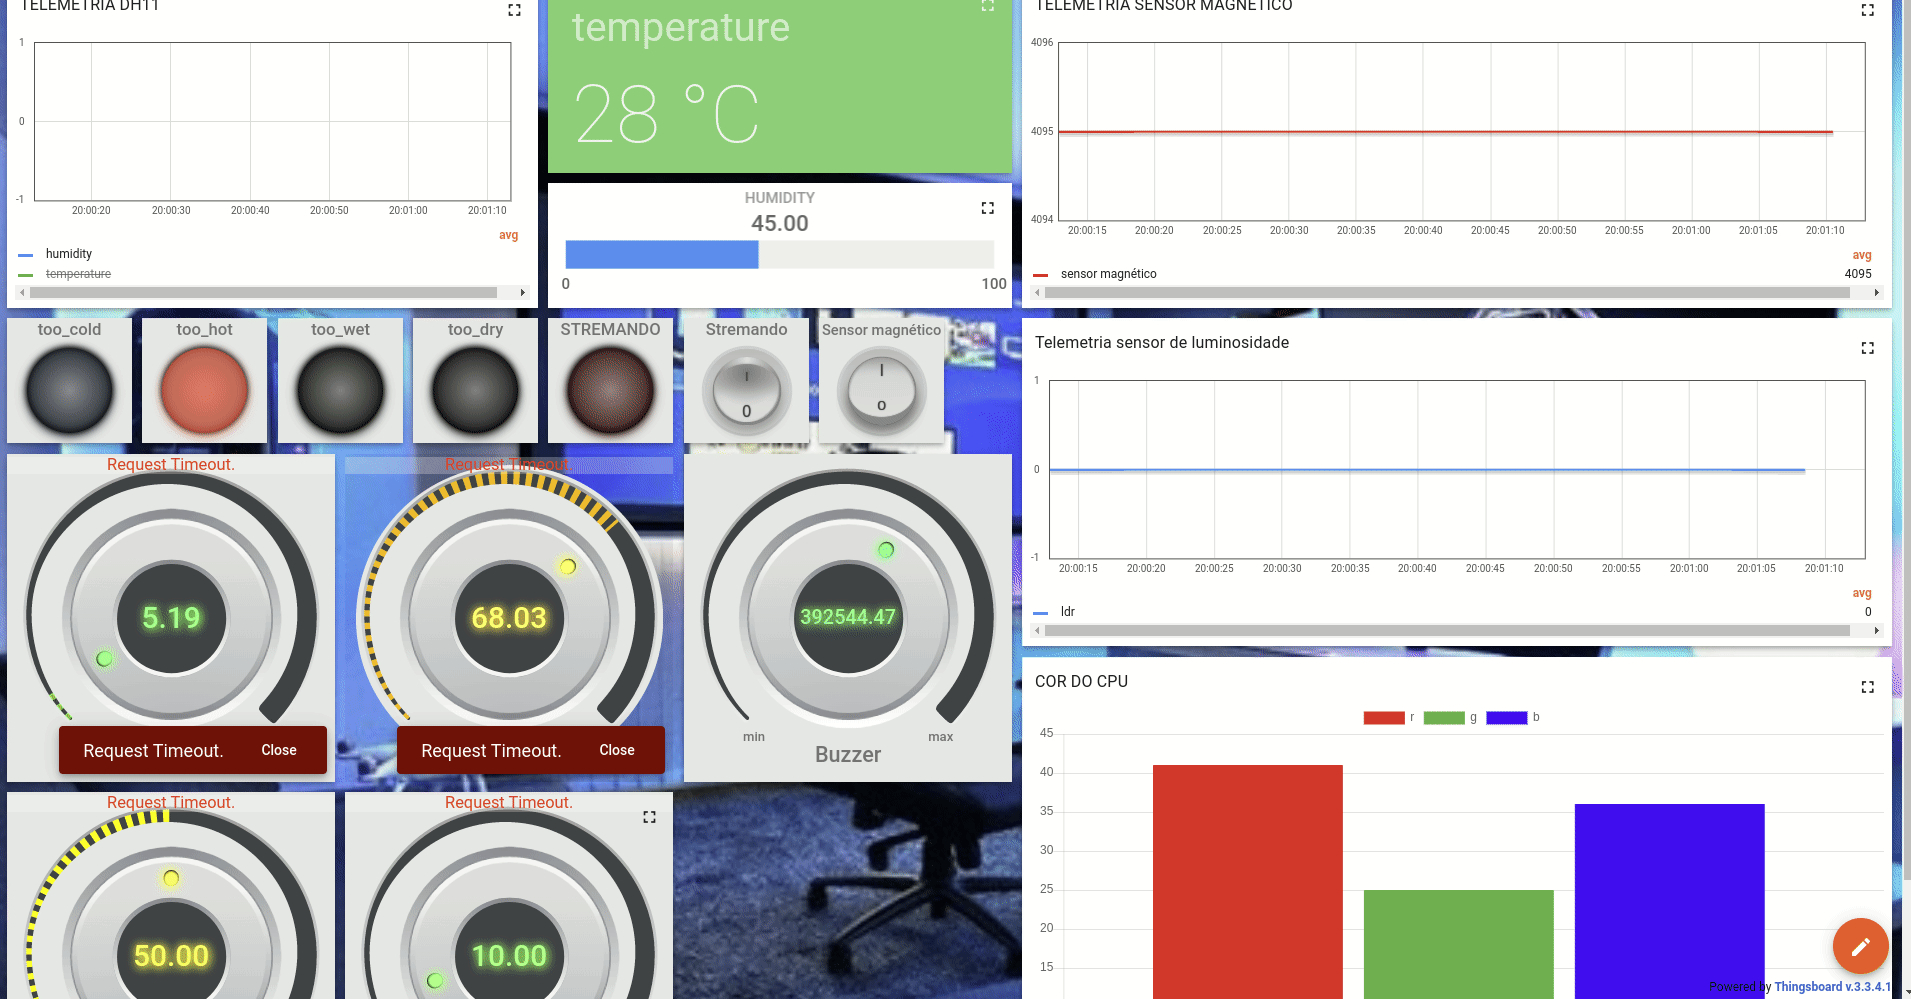 TELEMETRIA DH11
1
0
-1
20:00:20 20:00:30 20:00:40 20:00:50 20:01:00 20:01:10
avg
humidity
temperature
temperature
28 °C
HUMIDITY
45.00
0 100
TELEMETRIA SENSOR MAGNÉTICO
4096
4095
4094
20:00:15 20:00:20 20:00:25 20:00:30 20:00:35 20:00:40 20:00:45 20:00:50 20:00:55 20:01:00 20:01:05 20:01:10
avg
sensor magnético 4095
too_cold
too_hot
too_wet
too_dry
STREMANDO
Stremando
I
0
Sensor magnético
I
0
Telemetria sensor de luminosidade
1
0
-1
20:00:15 20:00:20 20:00:25 20:00:30 20:00:35 20:00:40 20:00:45 20:00:50 20:00:55 20:01:00 20:01:05 20:01:10
avg
ldr 0
Request Timeout.
5.19
Request Timeout. Close
Request Timeout.
68.03
Request Timeout. Close
392544.47
min max
Buzzer
Request Timeout.
50.00
Request Timeout.
10.00
COR DO CPU
r g b
45
40
35
30
25
20
15
Powered by Thingsboard v.3.3.4.1